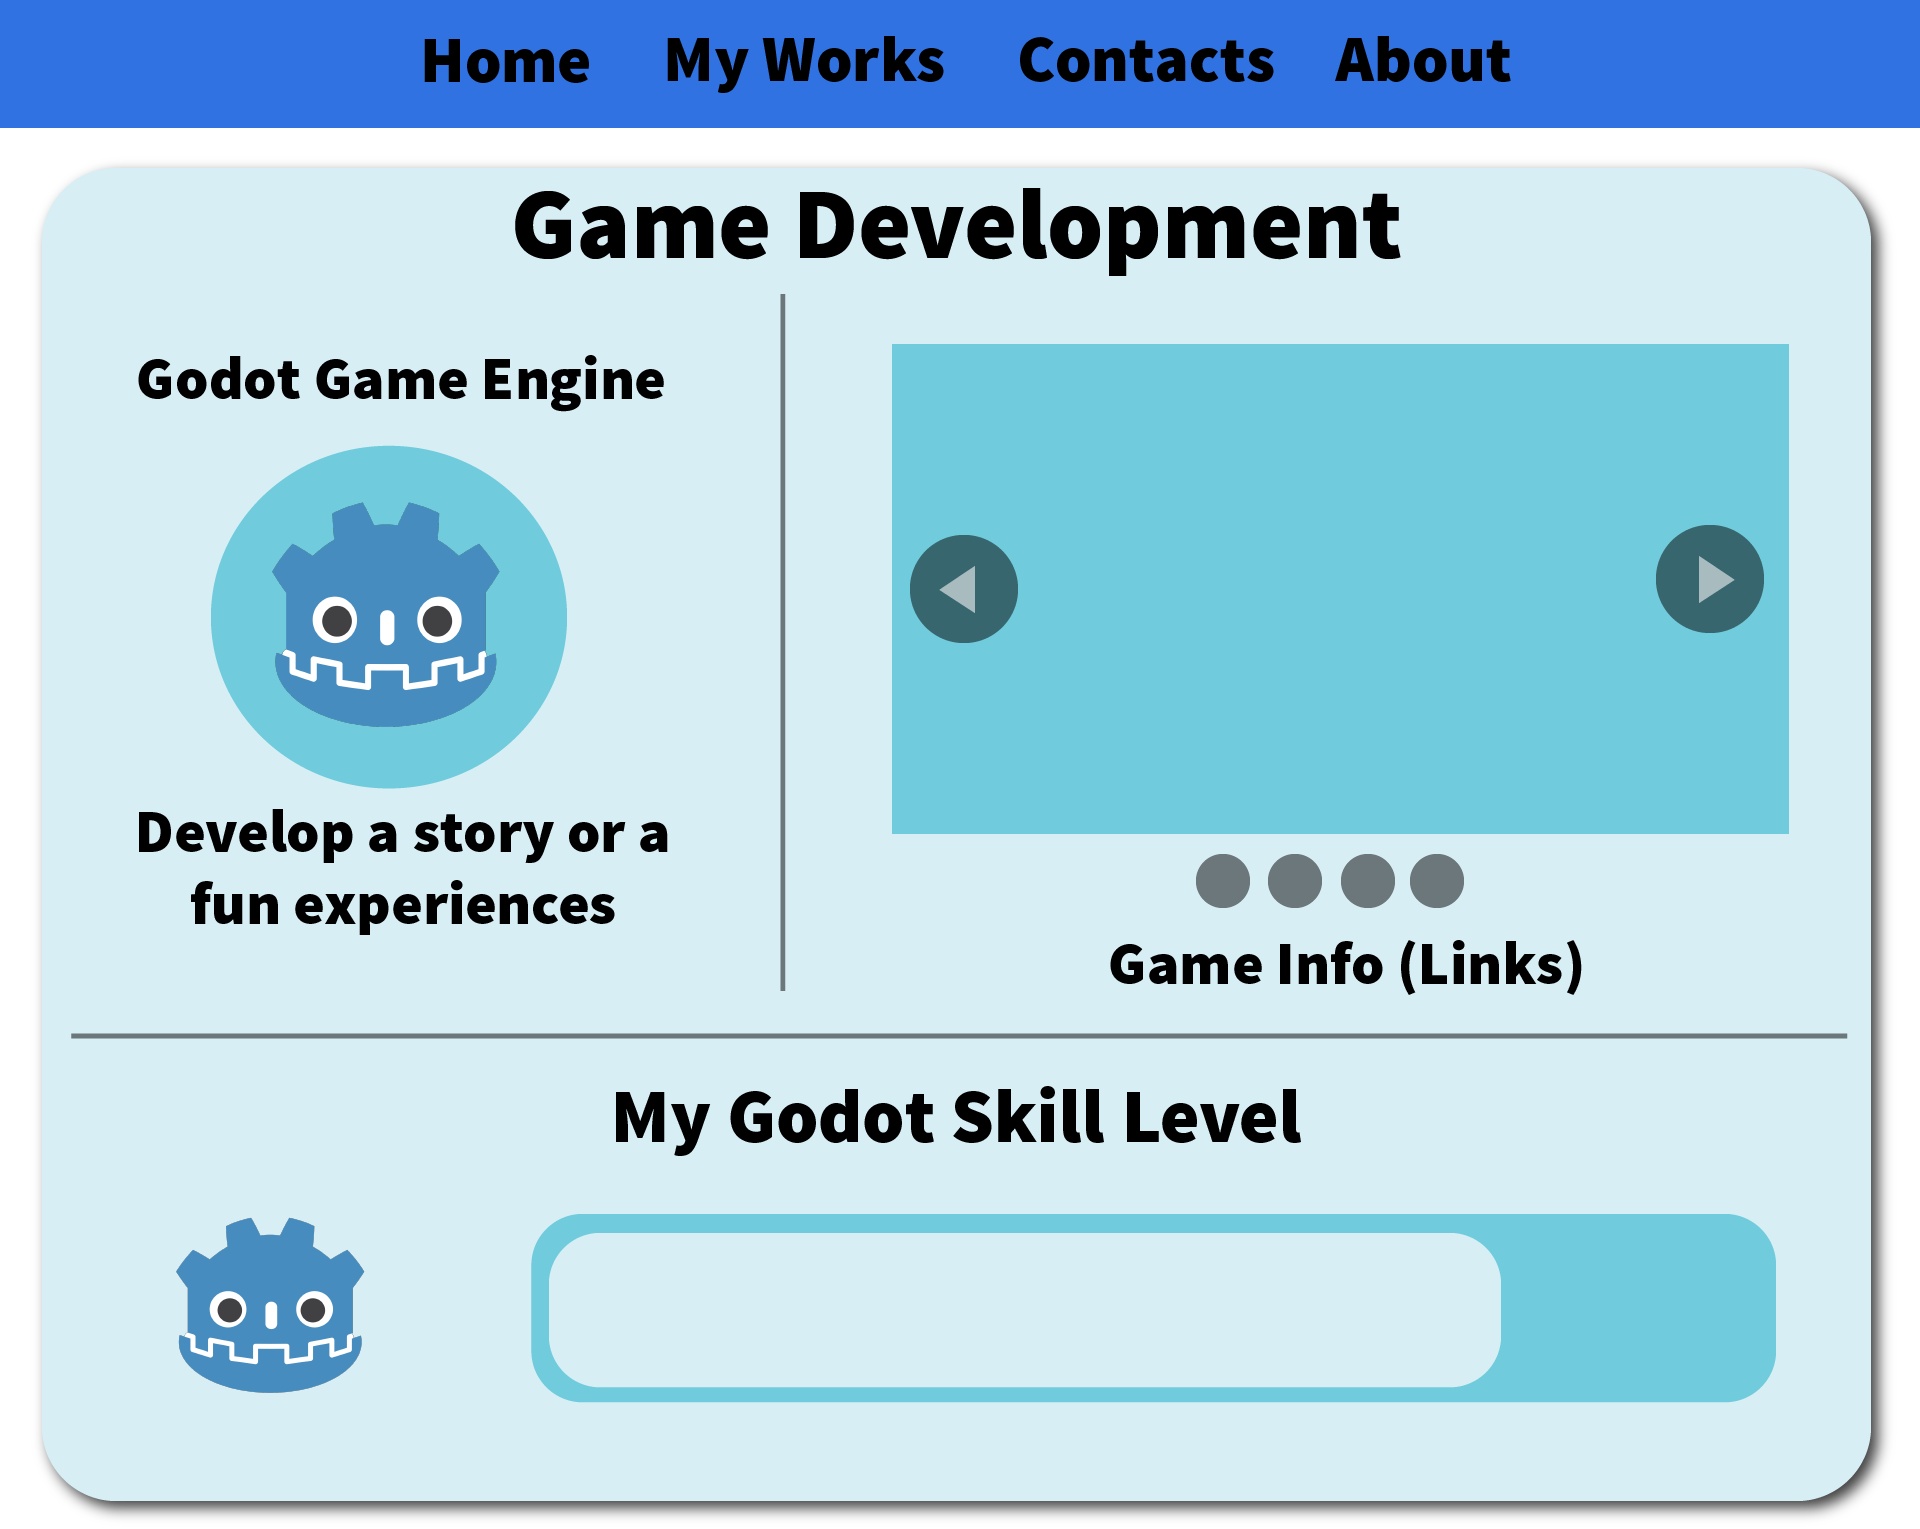 Home My Works Contacts About
Game Development
Godot Game Engine
Develop a story or a
fun experiences
Game Info (Links)
My Godot Skill Level